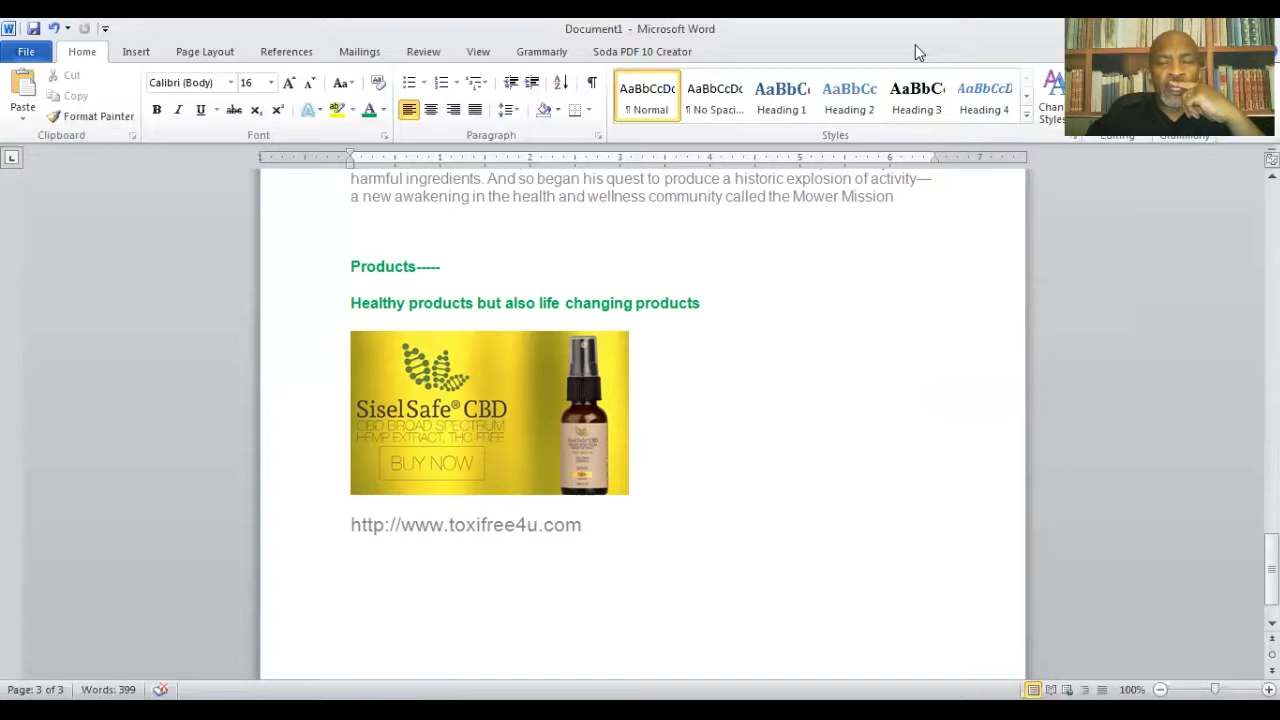 Document1 - Microsoft Word
File Home Insert Page Layout References Mailings Review View Grammarly Soda PDF 10 Creator
Paste
Cut
Copy
Format Painter
Clipboard
Calibri (Body) 16
Font
Paragraph
AaBbCcDc AaBbCcDc AaBbC AaBbCc AaBbC AaBbCcD
¶ Normal ¶ No Spaci... Heading 1 Heading 2 Heading 3 Heading 4
Styles
Chan
Styles
harmful ingredients. And so began his quest to produce a historic explosion of activity—
a new awakening in the health and wellness community called the Mower Mission
Products-----
Healthy products but also life changing products
SiselSafe® CBD
CBD BROAD SPECTRUM
HEMP EXTRACT, THC FREE
BUY NOW
http://www.toxifree4u.com
Page: 3 of 3 Words: 399
100%